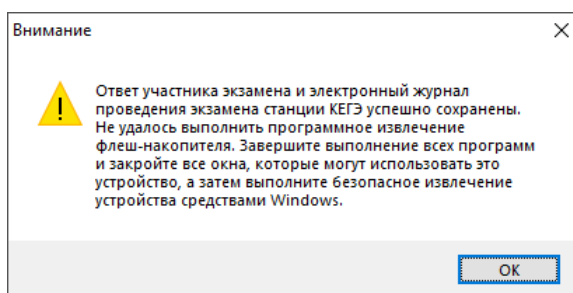 Внимание
Ответ участника экзамена и электронный журнал
проведения экзамена станции КЕГЭ успешно сохранены.
Не удалось выполнить программное извлечение
флеш-накопителя. Завершите выполнение всех программ
и закройте все окна, которые могут использовать это
устройство, а затем выполните безопасное извлечение
устройства средствами Windows.
ОК